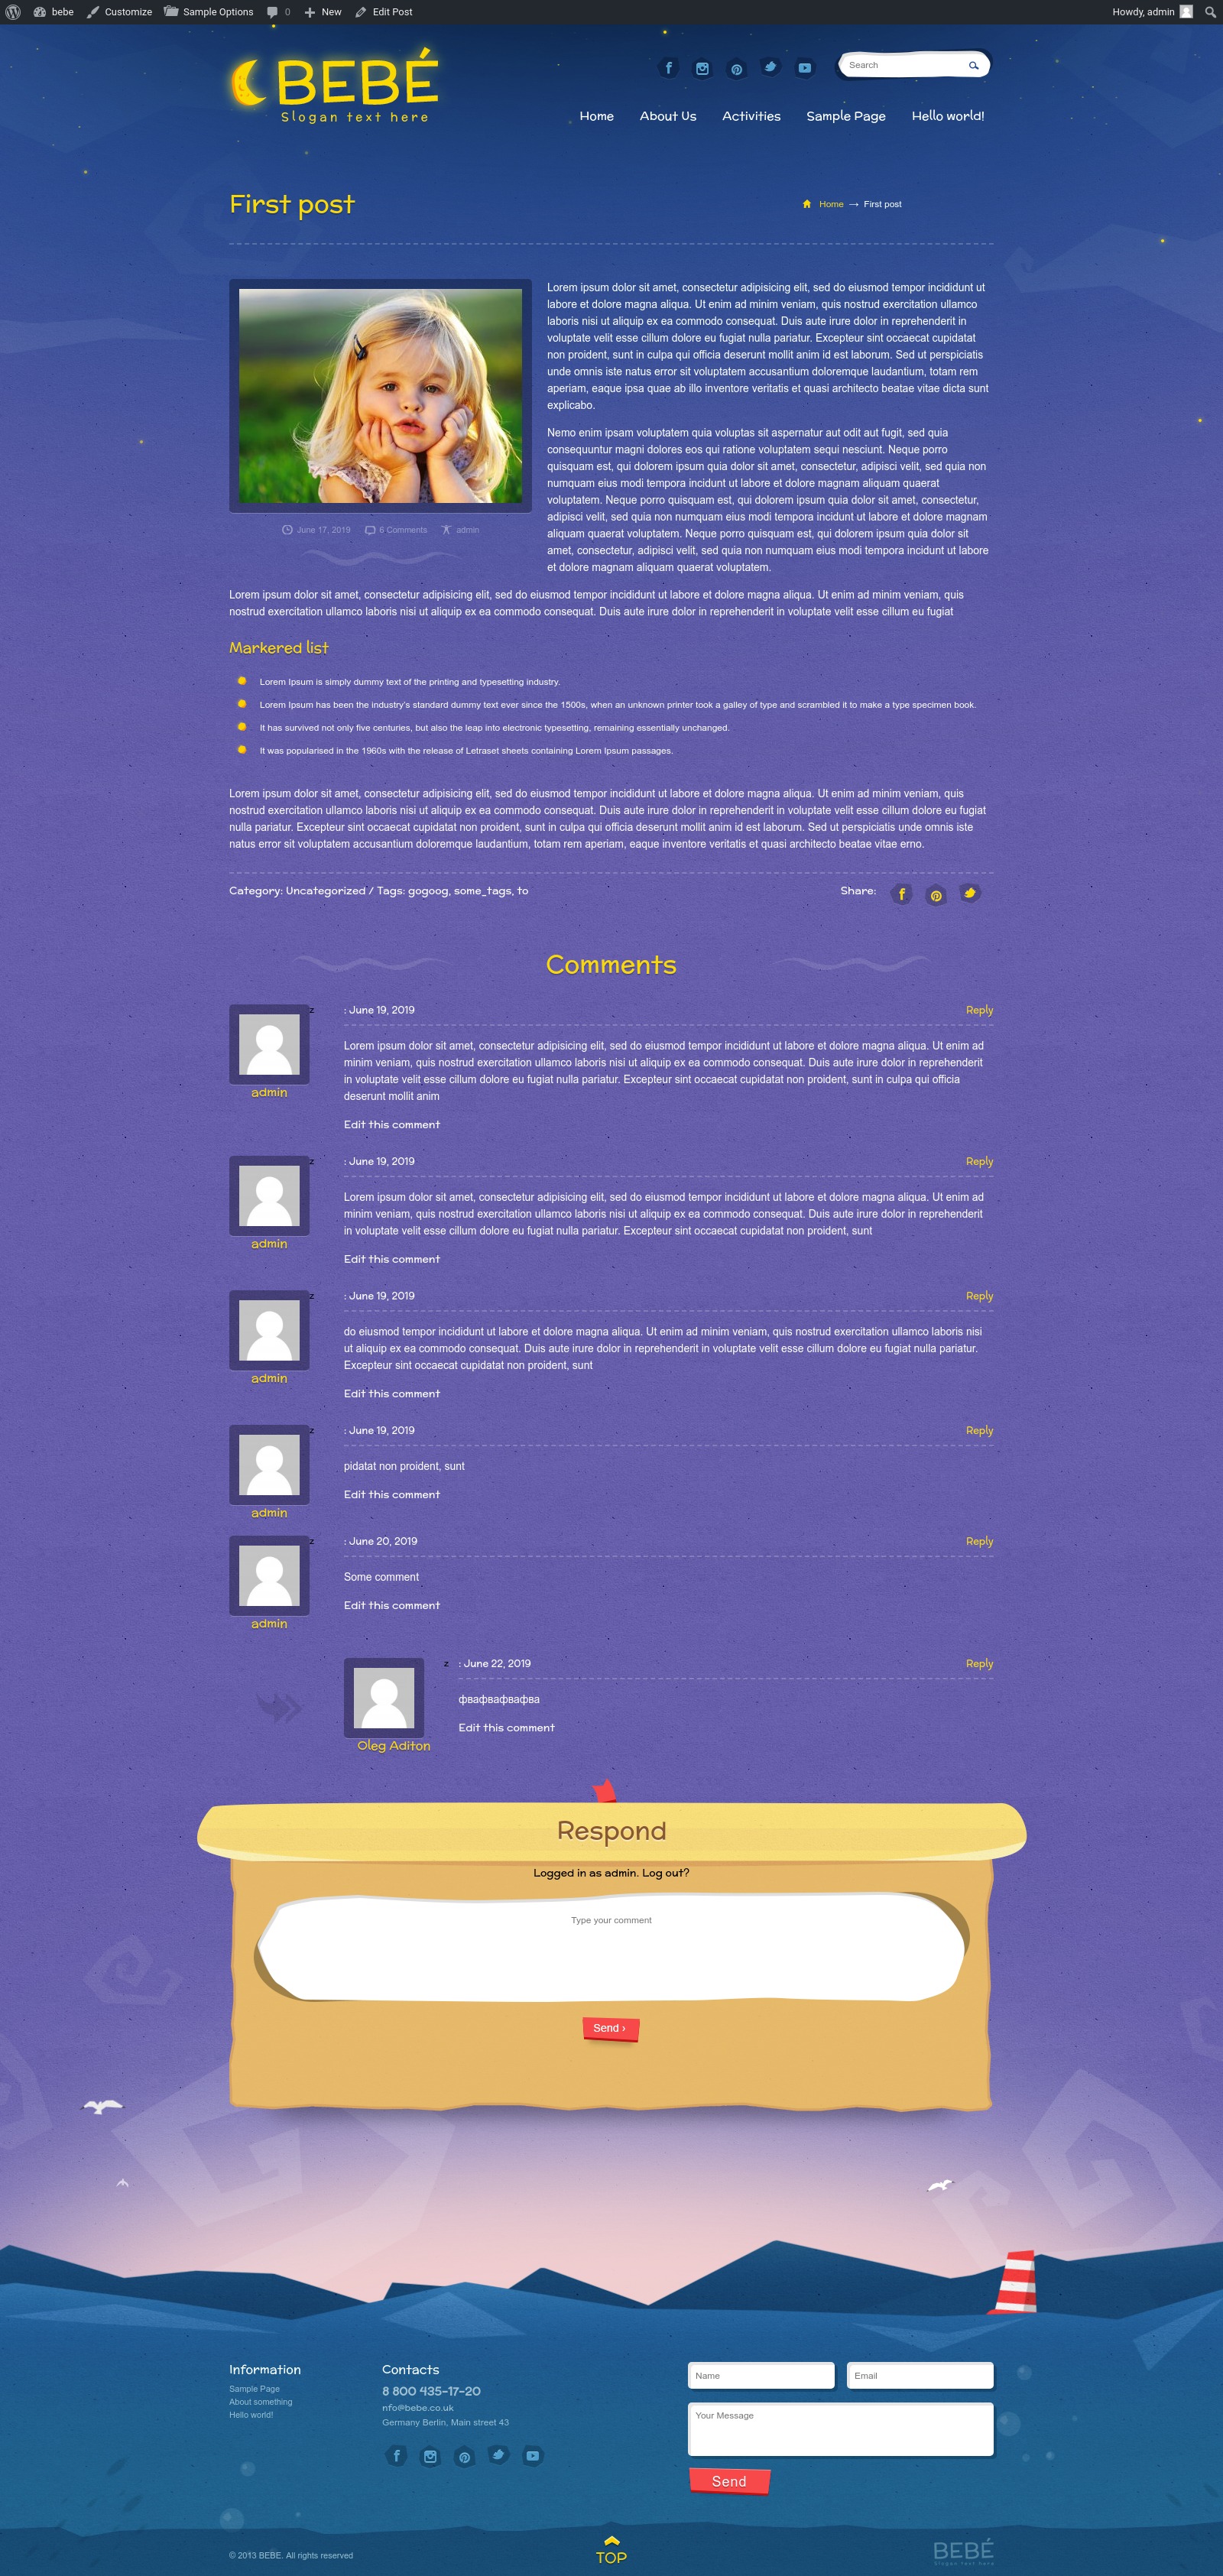 bebe Customize Sample Options 0 New Edit Post Howdy, admin
BEBÉ
Slogan text here
Search
Home About Us Activities Sample Page Hello world!
First post
Home → First post
Lorem ipsum dolor sit amet, consectetur adipisicing elit, sed do eiusmod tempor incididunt ut
labore et dolore magna aliqua. Ut enim ad minim veniam, quis nostrud exercitation ullamco
laboris nisi ut aliquip ex ea commodo consequat. Duis aute irure dolor in reprehenderit in
voluptate velit esse cillum dolore eu fugiat nulla pariatur. Excepteur sint occaecat cupidatat
non proident, sunt in culpa qui officia deserunt mollit anim id est laborum. Sed ut perspiciatis
unde omnis iste natus error sit voluptatem accusantium doloremque laudantium, totam rem
aperiam, eaque ipsa quae ab illo inventore veritatis et quasi architecto beatae vitae dicta sunt
explicabo.
Nemo enim ipsam voluptatem quia voluptas sit aspernatur aut odit aut fugit, sed quia
consequuntur magni dolores eos qui ratione voluptatem sequi nesciunt. Neque porro
quisquam est, qui dolorem ipsum quia dolor sit amet, consectetur, adipisci velit, sed quia non
numquam eius modi tempora incidunt ut labore et dolore magnam aliquam quaerat
voluptatem. Neque porro quisquam est, qui dolorem ipsum quia dolor sit amet, consectetur,
adipisci velit, sed quia non numquam eius modi tempora incidunt ut labore et dolore magnam
aliquam quaerat voluptatem. Neque porro quisquam est, qui dolorem ipsum quia dolor sit
amet, consectetur, adipisci velit, sed quia non numquam eius modi tempora incidunt ut labore
et dolore magnam aliquam quaerat voluptatem.
June 17, 2019 6 Comments admin
Lorem ipsum dolor sit amet, consectetur adipisicing elit, sed do eiusmod tempor incididunt ut labore et dolore magna aliqua. Ut enim ad minim veniam, quis
nostrud exercitation ullamco laboris nisi ut aliquip ex ea commodo consequat. Duis aute irure dolor in reprehenderit in voluptate velit esse cillum eu fugiat
Markered list
Lorem Ipsum is simply dummy text of the printing and typesetting industry.
Lorem Ipsum has been the industry's standard dummy text ever since the 1500s, when an unknown printer took a galley of type and scrambled it to make a type specimen book.
It has survived not only five centuries, but also the leap into electronic typesetting, remaining essentially unchanged.
It was popularised in the 1960s with the release of Letraset sheets containing Lorem Ipsum passages.
Lorem ipsum dolor sit amet, consectetur adipisicing elit, sed do eiusmod tempor incididunt ut labore et dolore magna aliqua. Ut enim ad minim veniam, quis
nostrud exercitation ullamco laboris nisi ut aliquip ex ea commodo consequat. Duis aute irure dolor in reprehenderit in voluptate velit esse cillum dolore eu fugiat
nulla pariatur. Excepteur sint occaecat cupidatat non proident, sunt in culpa qui officia deserunt mollit anim id est laborum. Sed ut perspiciatis unde omnis iste
natus error sit voluptatem accusantium doloremque laudantium, totam rem aperiam, eaque inventore veritatis et quasi architecto beatae vitae erno.
Category: Uncategorized / Tags: gogoog, some_tags, to
Share:
Comments
z : June 19, 2019 Reply
Lorem ipsum dolor sit amet, consectetur adipisicing elit, sed do eiusmod tempor incididunt ut labore et dolore magna aliqua. Ut enim ad
minim veniam, quis nostrud exercitation ullamco laboris nisi ut aliquip ex ea commodo consequat. Duis aute irure dolor in reprehenderit
in voluptate velit esse cillum dolore eu fugiat nulla pariatur. Excepteur sint occaecat cupidatat non proident, sunt in culpa qui officia
deserunt mollit anim
admin
Edit this comment
z : June 19, 2019 Reply
Lorem ipsum dolor sit amet, consectetur adipisicing elit, sed do eiusmod tempor incididunt ut labore et dolore magna aliqua. Ut enim ad
minim veniam, quis nostrud exercitation ullamco laboris nisi ut aliquip ex ea commodo consequat. Duis aute irure dolor in reprehenderit
in voluptate velit esse cillum dolore eu fugiat nulla pariatur. Excepteur sint occaecat cupidatat non proident, sunt
admin
Edit this comment
z : June 19, 2019 Reply
do eiusmod tempor incididunt ut labore et dolore magna aliqua. Ut enim ad minim veniam, quis nostrud exercitation ullamco laboris nisi
ut aliquip ex ea commodo consequat. Duis aute irure dolor in reprehenderit in voluptate velit esse cillum dolore eu fugiat nulla pariatur.
Excepteur sint occaecat cupidatat non proident, sunt
admin
Edit this comment
z : June 19, 2019 Reply
pidatat non proident, sunt
Edit this comment
admin
z : June 20, 2019 Reply
Some comment
Edit this comment
admin
z : June 22, 2019 Reply
фвафвафвафва
Edit this comment
Oleg Aditon
Respond
Logged in as admin. Log out?
Type your comment
Send ›
Information
Sample Page
About something
Hello world!
Contacts
8 800 435-17-20
nfo@bebe.co.uk
Germany Berlin, Main street 43
Name
Email
Your Message
Send
© 2013 BEBE. All rights reserved
TOP
BEBÉ
Slogan text here